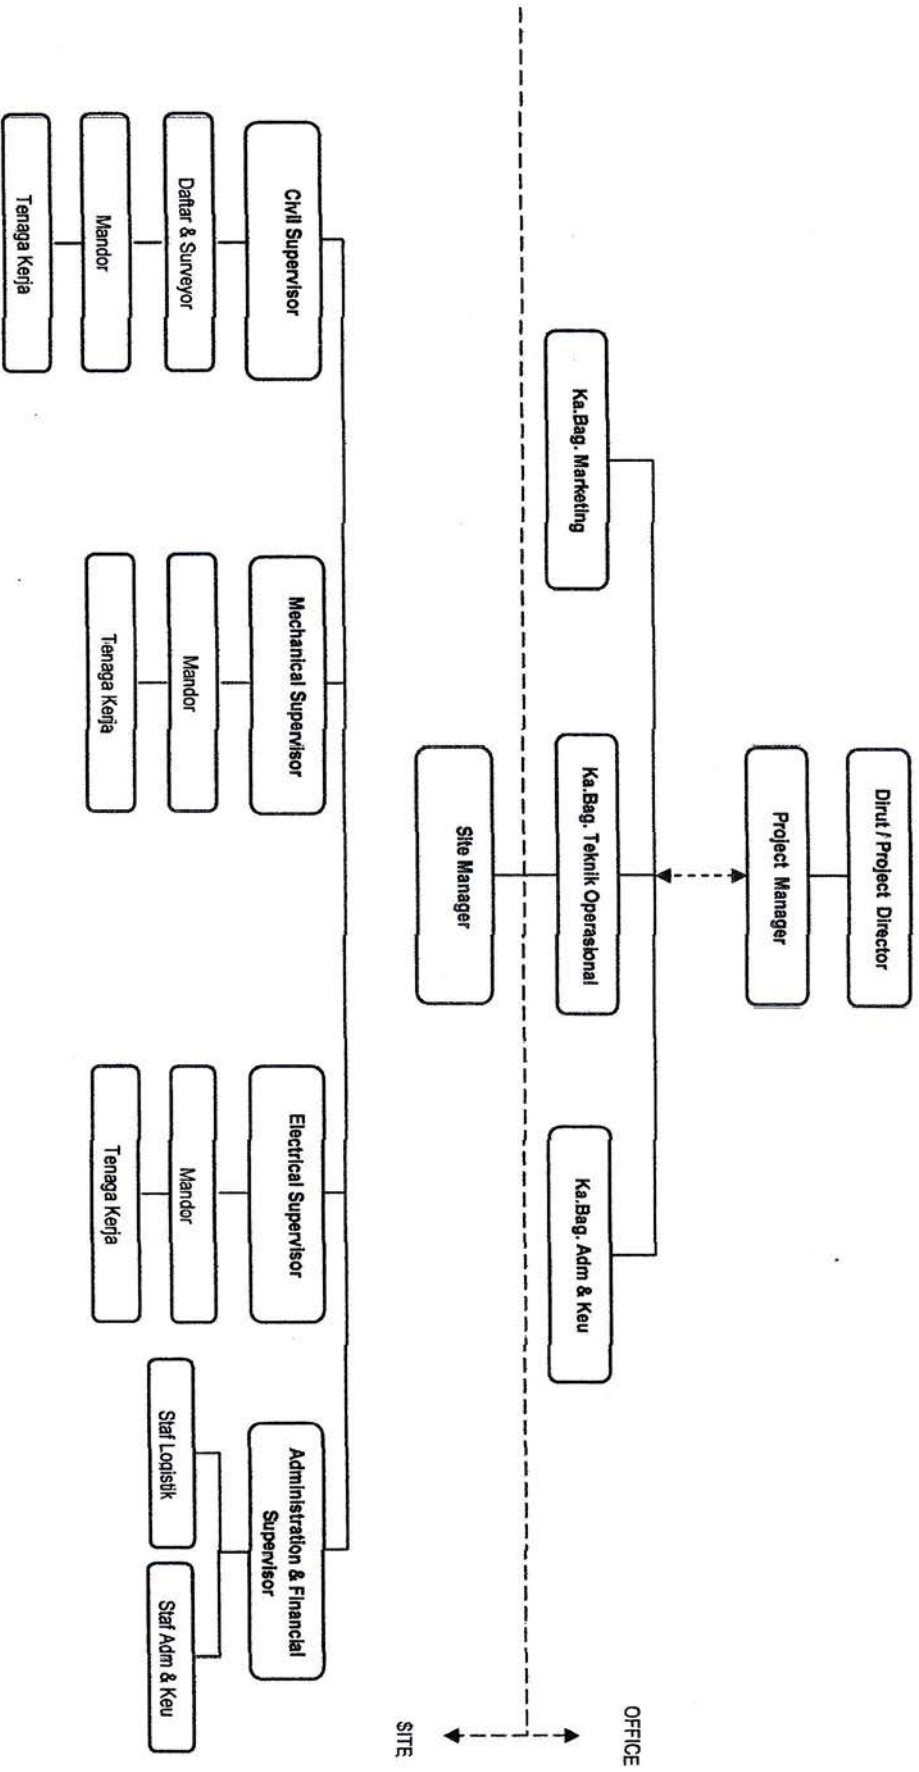 Dirut / Project Director
Project Manager
OFFICE
Ka.Bag. Marketing
Ka.Bag. Teknik Operasional
Ka.Bag. Adm & Keu
SITE
Site Manager
Civil Supervisor
Mechanical Supervisor
Electrical Supervisor
Administration & Financial
Supervisor
Daftar & Surveyor
Mandor
Mandor
Staf Logistik
Staf Adm & Keu
Mandor
Tenaga Kerja
Tenaga Kerja
Tenaga Kerja